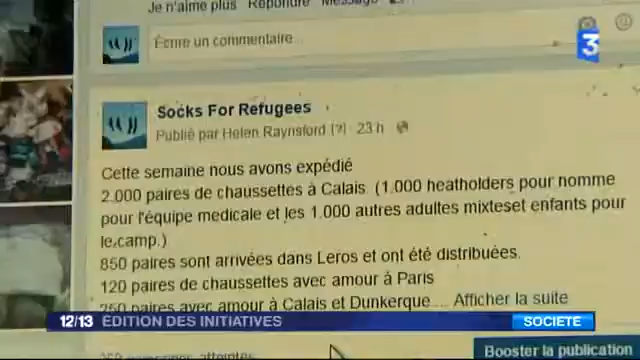 Je n'aime plus Répondre Message
Écrire un commentaire...
3
Socks For Refugees
Publié par Helen Raynsford [?] · 23 h
Cette semaine nous avons expédié
2.000 paires de chaussettes à Calais. (1.000 heatholders pour homme
pour l'équipe medicale et les 1.000 autres adultes mixteset enfants pour
le camp.)
850 paires sont arrivées dans Leros et ont été distribuées.
120 paires de chaussettes avec amour à Paris
250 paires avec amour à Calais et Dunkerque... Afficher la suite
12/13 ÉDITION DES INITIATIVES SOCIETE
personnes atteintes
Booster la publication